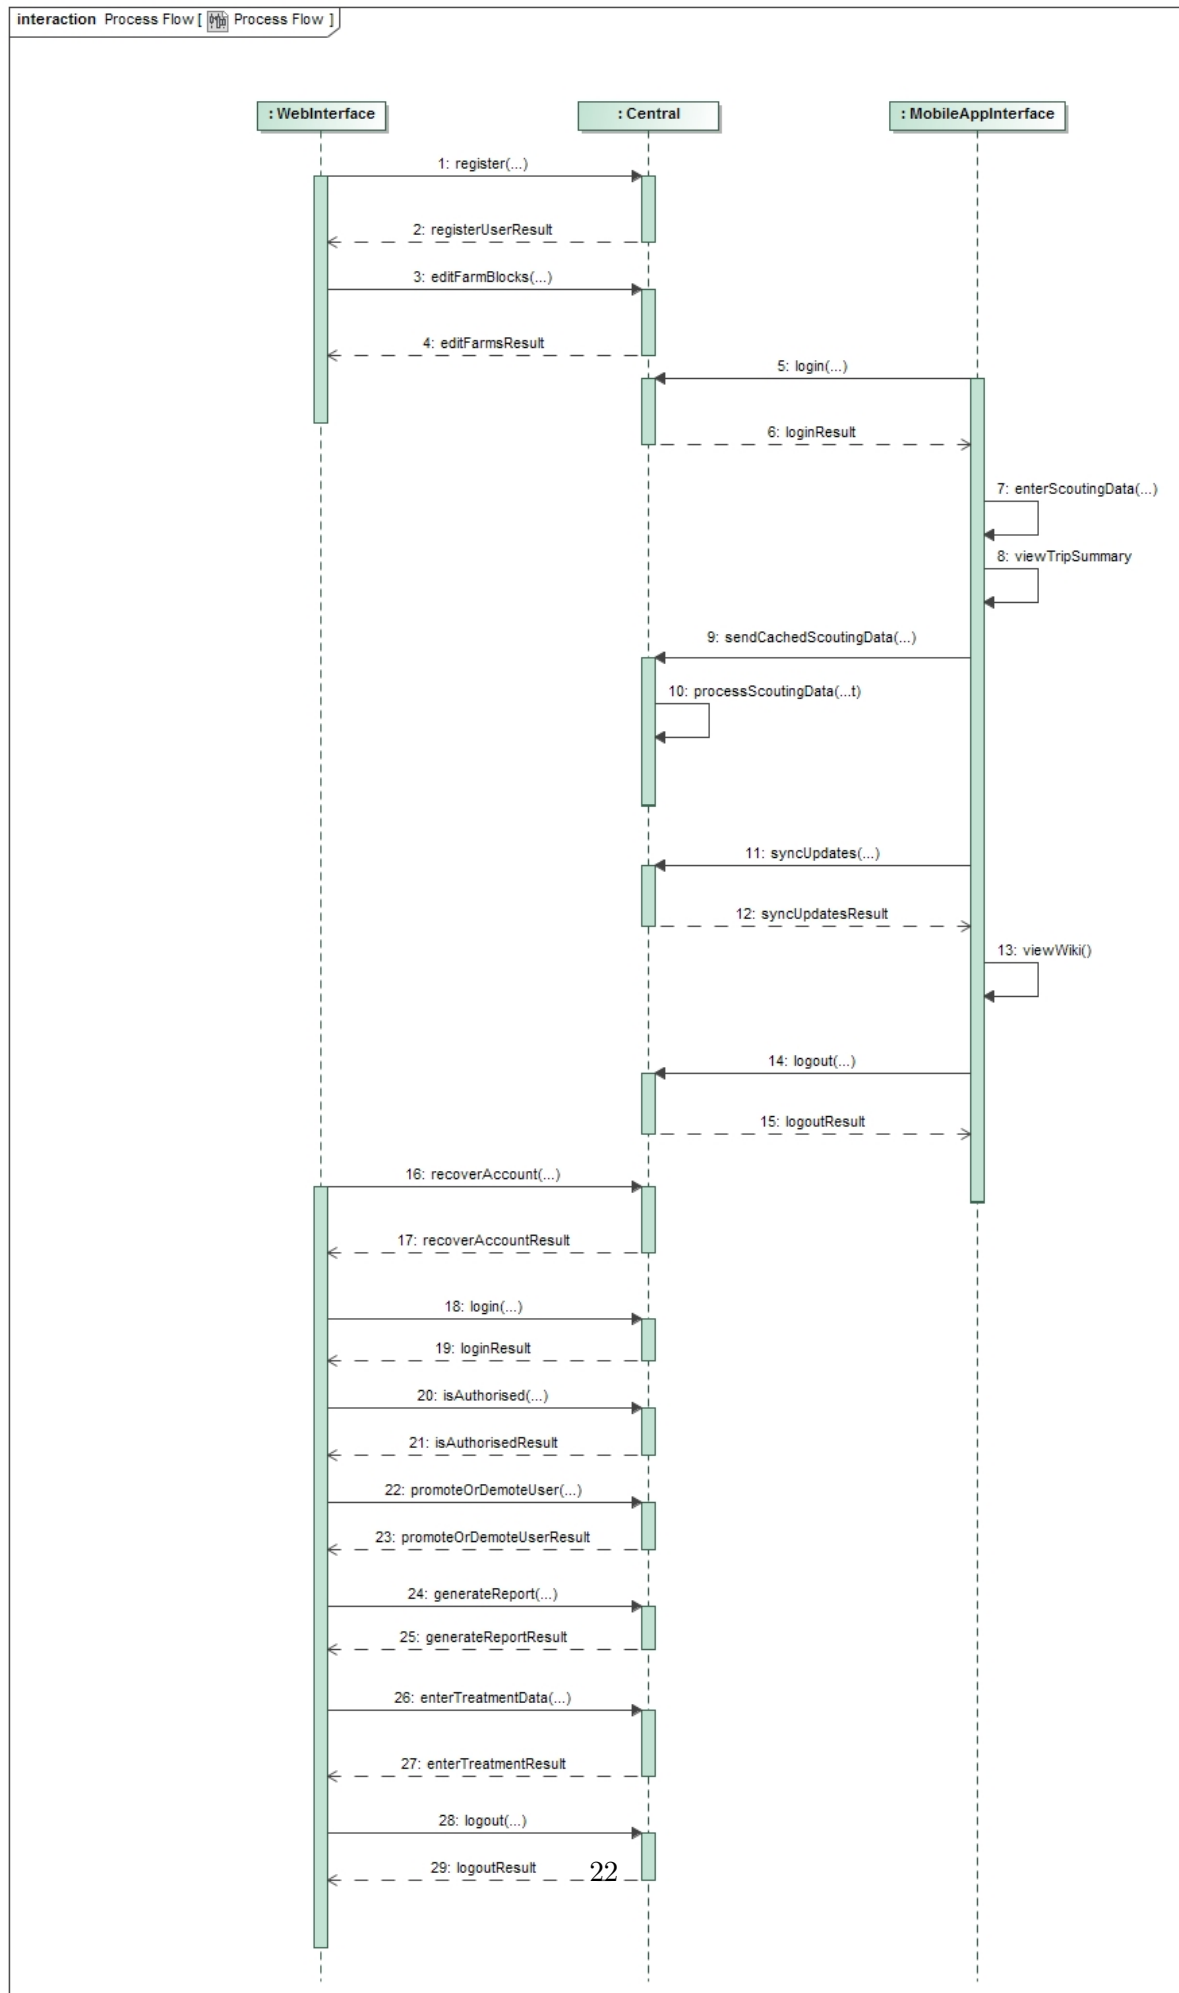 interaction Process Flow [ Process Flow ]
: WebInterface
: Central
: MobileAppInterface
1: register(...)
2: registerUserResult
3: editFarmBlocks(...)
4: editFarmsResult
5: login(...)
6: loginResult
7: enterScoutingData(...)
8: viewTripSummary
9: sendCachedScoutingData(...)
10: processScoutingData(...t)
11: syncUpdates(...)
12: syncUpdatesResult
13: viewWiki()
14: logout(...)
15: logoutResult
16: recoverAccount(...)
17: recoverAccountResult
18: login(...)
19: loginResult
20: isAuthorised(...)
21: isAuthorisedResult
22: promoteOrDemoteUser(...)
23: promoteOrDemoteUserResult
24: generateReport(...)
25: generateReportResult
26: enterTreatmentData(...)
27: enterTreatmentResult
28: logout(...)
29: logoutResult
22